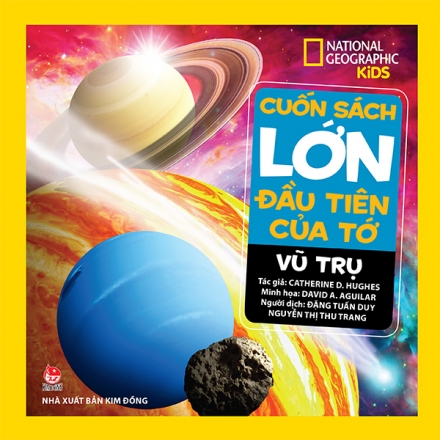 NATIONAL
GEOGRAPHIC
KiDS
CUỐN SÁCH
LỚN
ĐẦU TIÊN
CỦA TỚ
VŨ TRỤ
Tác giả: CATHERINE D. HUGHES
Minh họa: DAVID A. AGUILAR
Người dịch: ĐẶNG TUẤN DUY
NGUYỄN THỊ THU TRANG
NHÀ XUẤT BẢN KIM ĐỒNG